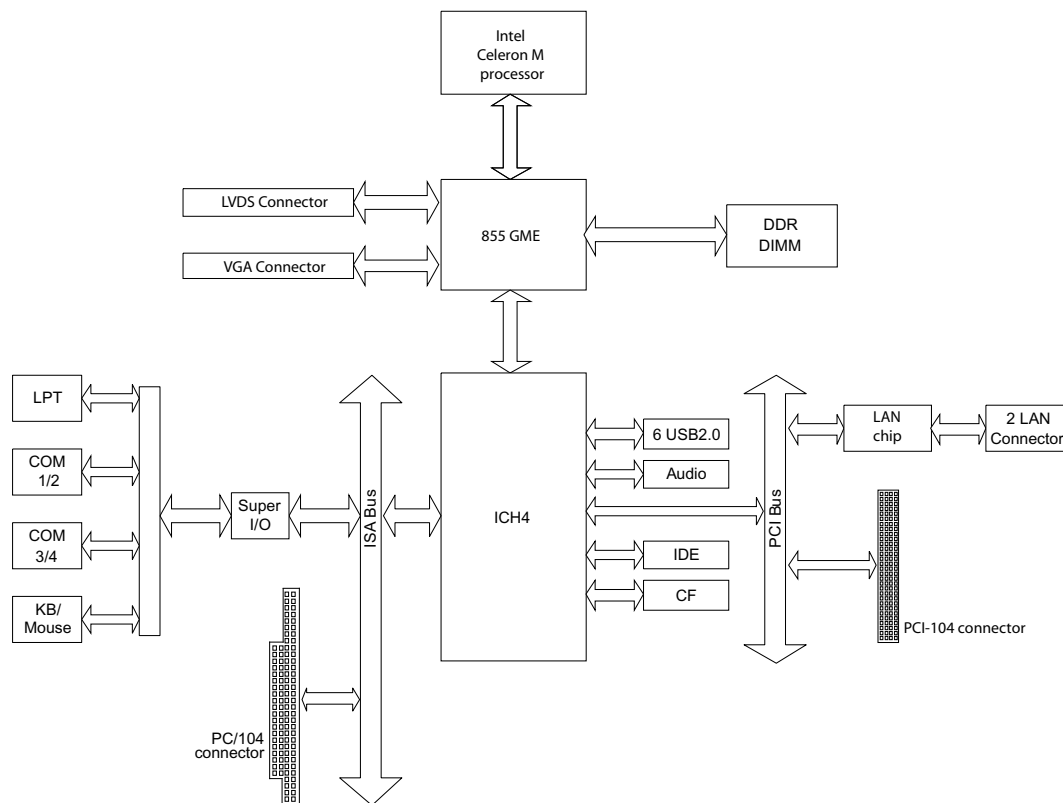 Intel
Celeron M
processor
LVDS Connector
855 GME
DDR
DIMM
VGA Connector
LPT
COM
1/2
COM
3/4
KB/
Mouse
Super
I/O
ISA Bus
PC/104
connector
ICH4
6 USB2.0
Audio
IDE
CF
PCI Bus
LAN
chip
2 LAN
Connector
PCI-104 connector